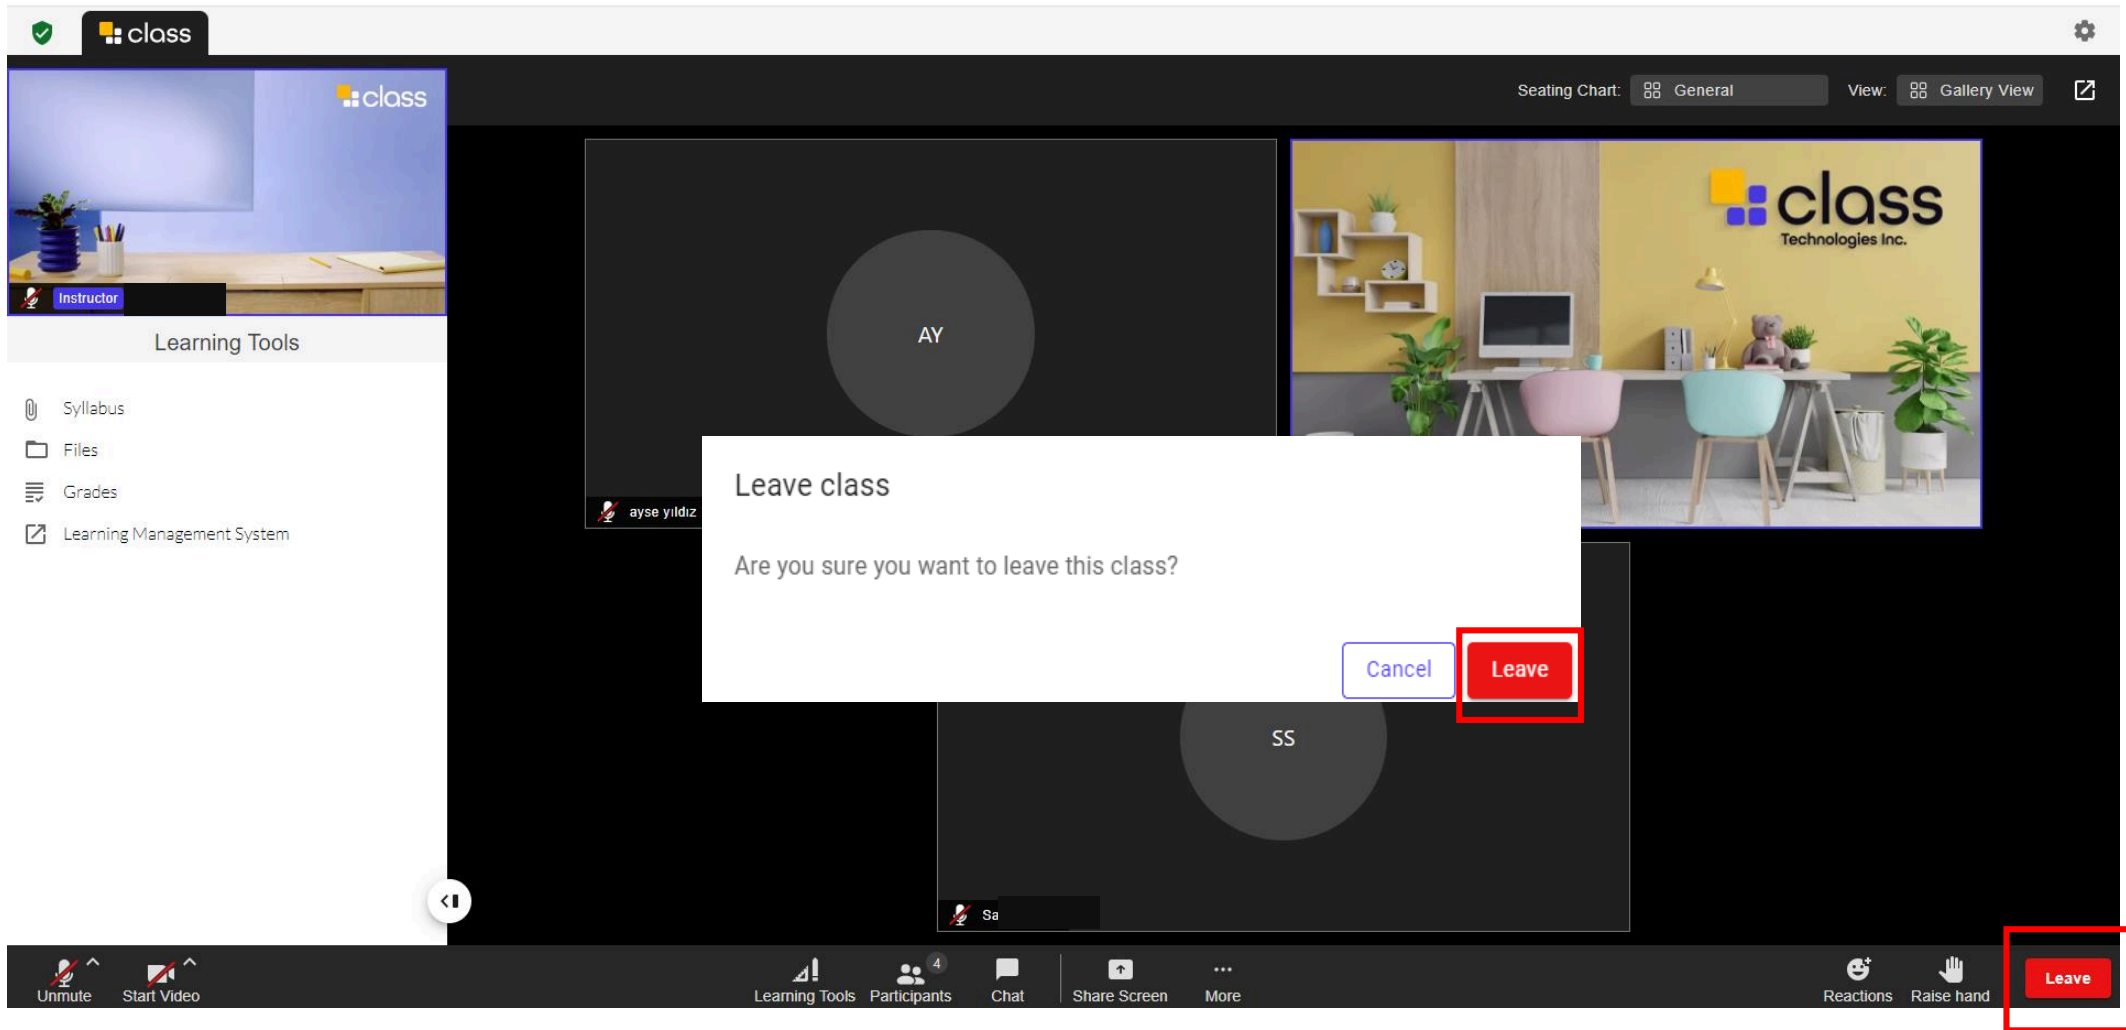 class
class
Seating Chart: General View: Gallery View
class
Technologies Inc.
Instructor
Learning Tools
AY
Syllabus
Files
Grades
Learning Management System
ayse yıldız
Leave class
Are you sure you want to leave this class?
Cancel Leave
SS
Sa
4
Unmute Start Video Learning Tools Participants Chat Share Screen More Reactions Raise hand Leave